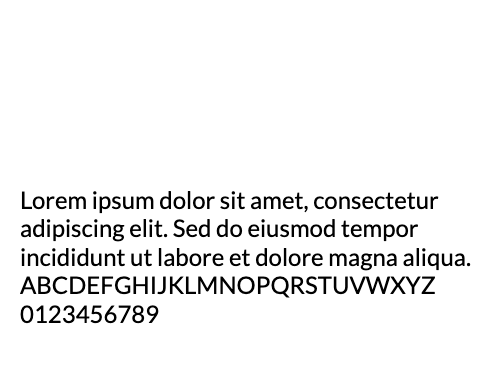 Lorem ipsum dolor sit amet, consectetur
adipiscing elit. Sed do eiusmod tempor
incididunt ut labore et dolore magna aliqua.
ABCDEFGHIJKLMNOPQRSTUVWXYZ
0123456789